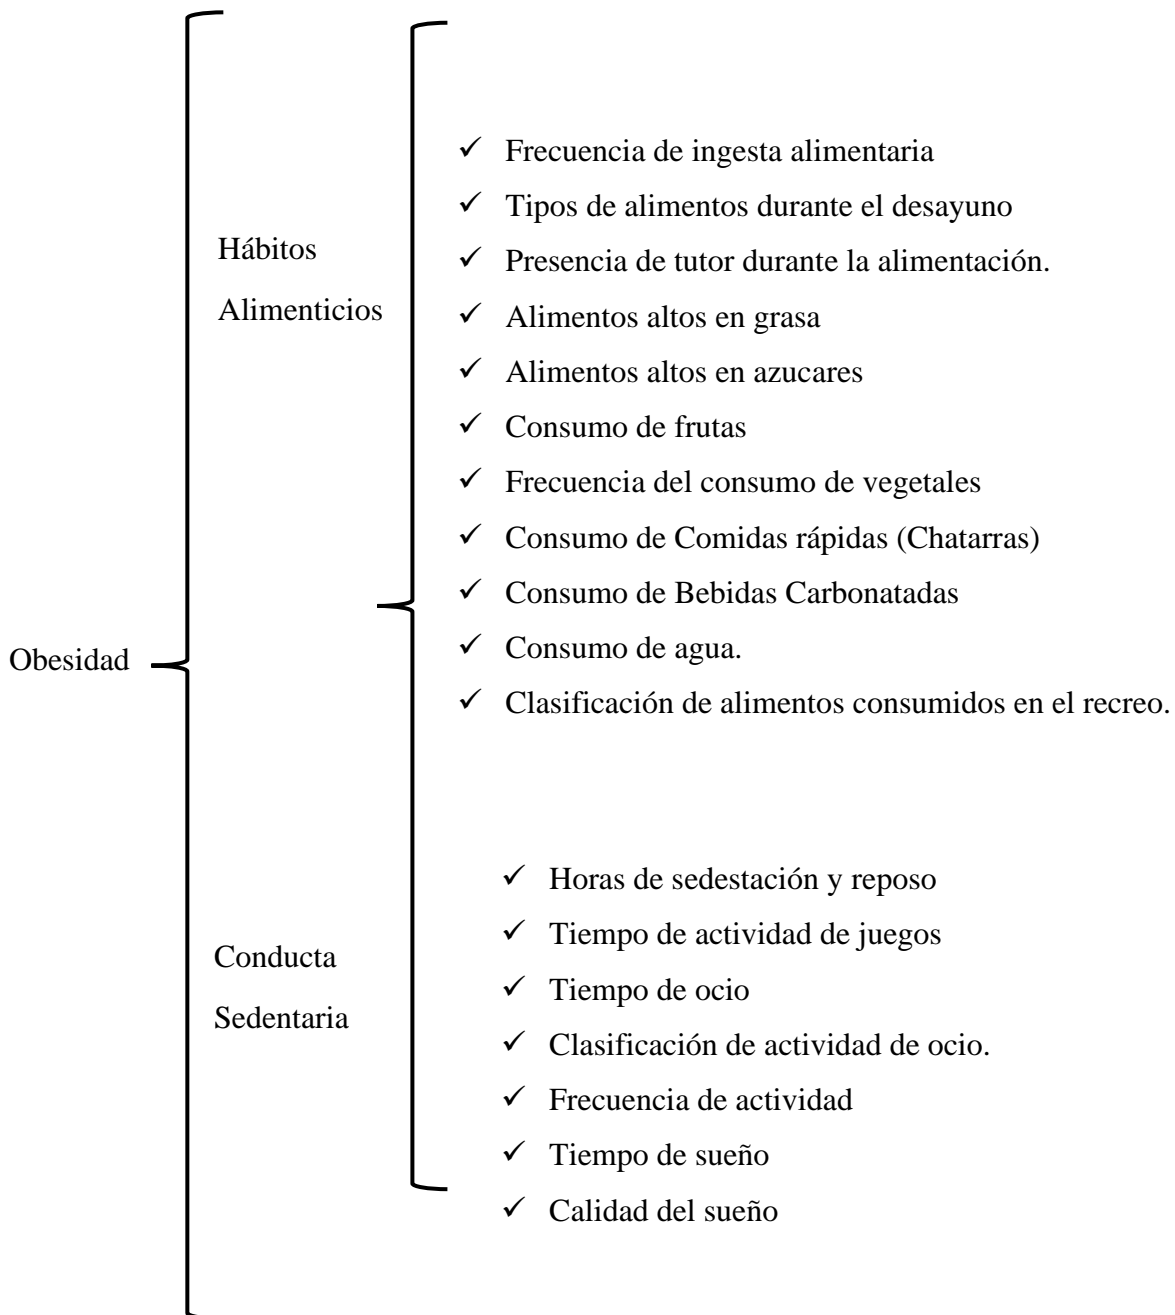 Obesidad
Hábitos
Alimenticios
✓ Frecuencia de ingesta alimentaria
✓ Tipos de alimentos durante el desayuno
✓ Presencia de tutor durante la alimentación.
✓ Alimentos altos en grasa
✓ Alimentos altos en azucares
✓ Consumo de frutas
✓ Frecuencia del consumo de vegetales
✓ Consumo de Comidas rápidas (Chatarras)
✓ Consumo de Bebidas Carbonatadas
✓ Consumo de agua.
✓ Clasificación de alimentos consumidos en el recreo.
Conducta
Sedentaria
✓ Horas de sedestación y reposo
✓ Tiempo de actividad de juegos
✓ Tiempo de ocio
✓ Clasificación de actividad de ocio.
✓ Frecuencia de actividad
✓ Tiempo de sueño
✓ Calidad del sueño